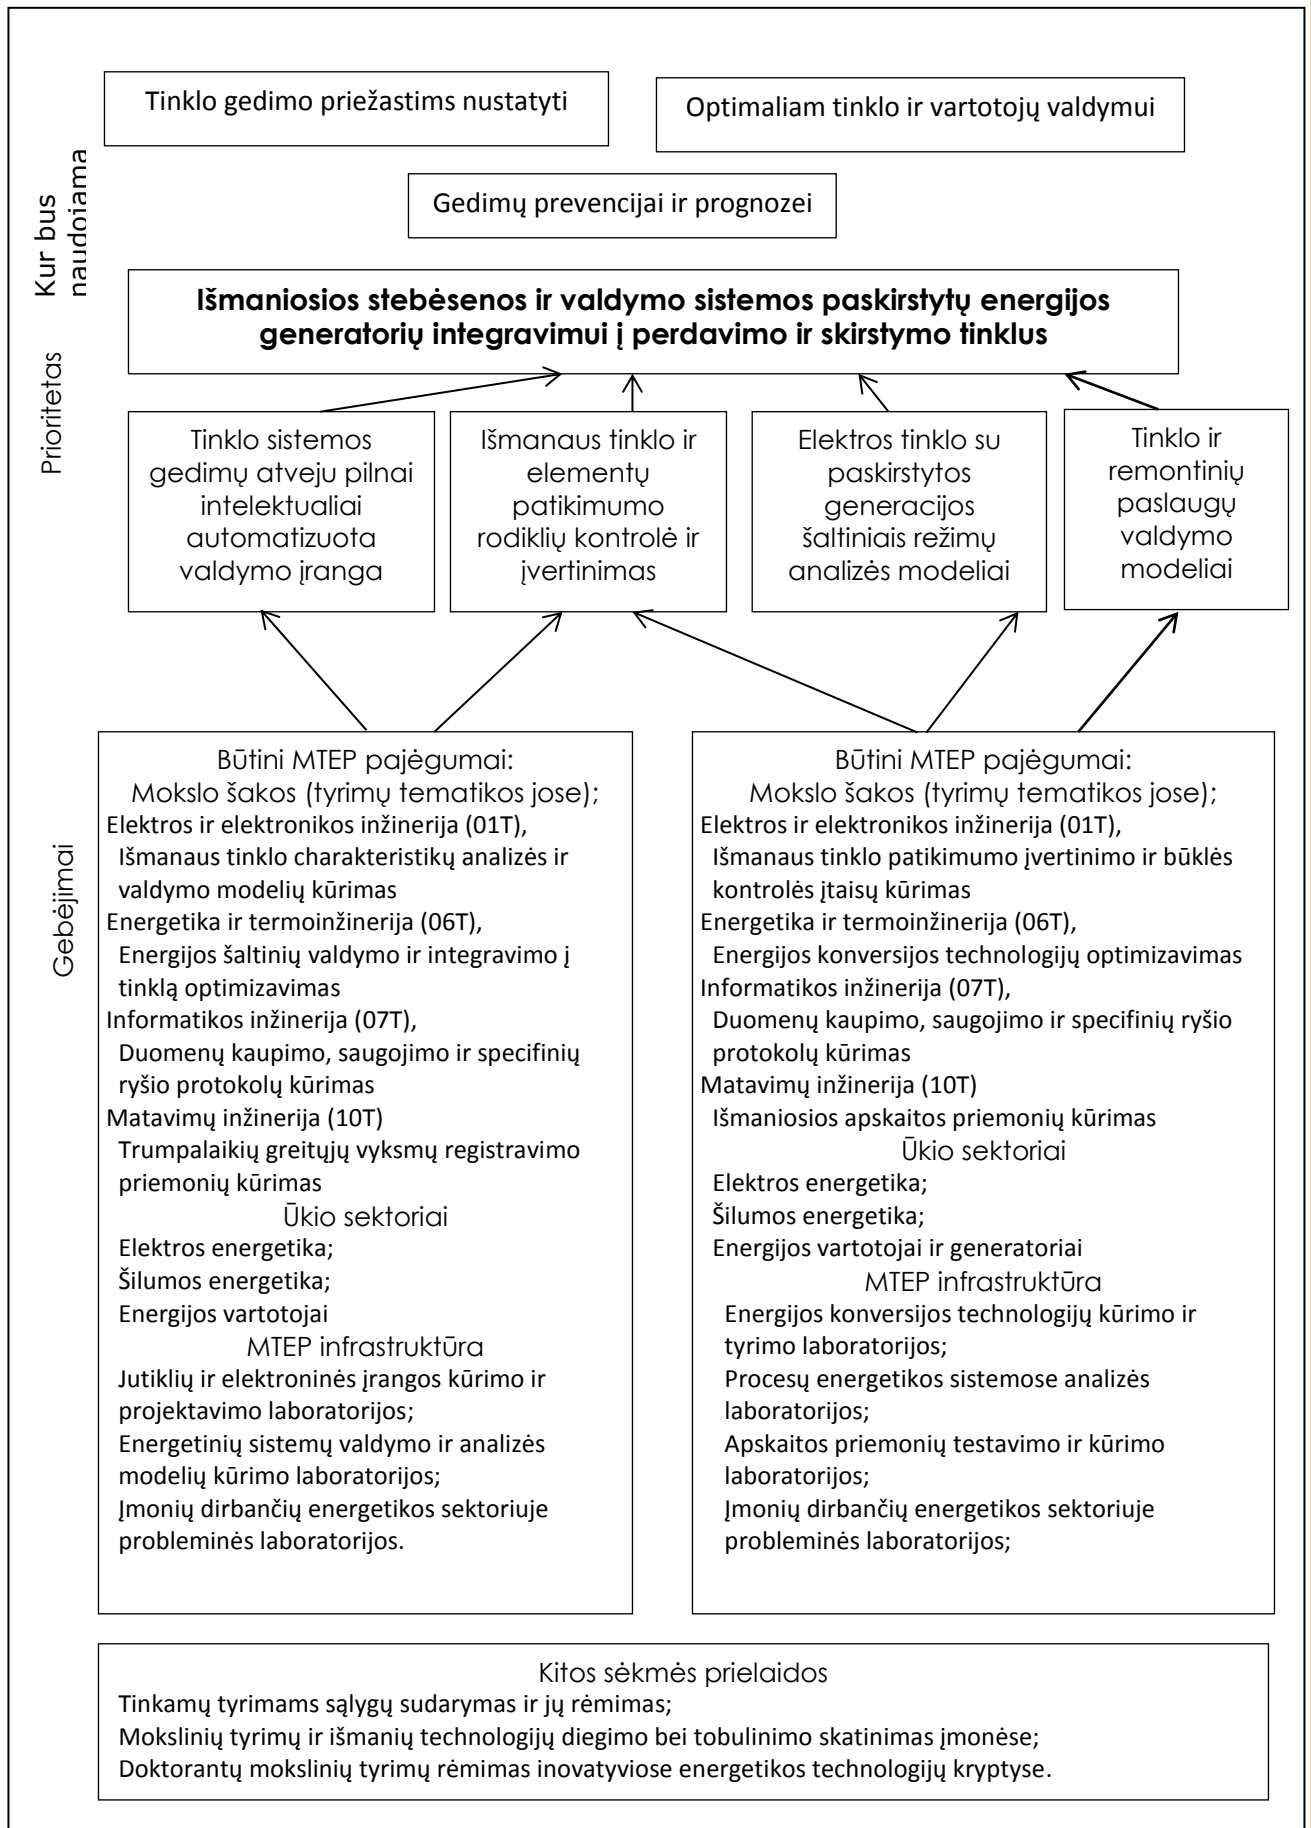 Tinklo gedimo priežastims nustatyti
Optimaliam tinklo ir vartotojų valdymui
Kur bus
naudojama
Gedimų prevencijai ir prognozei
Prioritetas
Išmaniosios stebėsenos ir valdymo sistemos paskirstytų energijos
generatorių integravimui į perdavimo ir skirstymo tinklus
Tinklo sistemos
gedimų atveju pilnai
intelektualiai
automatizuota
valdymo įranga
Išmanaus tinklo ir
elementų
patikimumo
rodiklių kontrolė ir
įvertinimas
Elektros tinklo su
paskirstytos
generacijos
šaltiniais režimų
analizės modeliai
Tinklo ir
remontinių
paslaugų
valdymo
modeliai
Gebėjimai
Būtini MTEP pajėgumai:
Mokslo šakos (tyrimų tematikos jose);
Elektros ir elektronikos inžinerija (01T),
Išmanaus tinklo charakteristikų analizės ir
valdymo modelių kūrimas
Energetika ir termoinžinerija (06T),
Energijos šaltinių valdymo ir integravimo į
tinklą optimizavimas
Informatikos inžinerija (07T),
Duomenų kaupimo, saugojimo ir specifinių
ryšio protokolų kūrimas
Matavimų inžinerija (10T)
Trumpalaikių greitųjų vyksmų registravimo
priemonių kūrimas
Ūkio sektoriai
Elektros energetika;
Šilumos energetika;
Energijos vartotojai
MTEP infrastruktūra
Jutiklių ir elektroninės įrangos kūrimo ir
projektavimo laboratorijos;
Energetinių sistemų valdymo ir analizės
modelių kūrimo laboratorijos;
Įmonių dirbančių energetikos sektoriuje
probleminės laboratorijos.
Būtini MTEP pajėgumai:
Mokslo šakos (tyrimų tematikos jose);
Elektros ir elektronikos inžinerija (01T),
Išmanaus tinklo patikimumo įvertinimo ir būklės
kontrolės įtaisų kūrimas
Energetika ir termoinžinerija (06T),
Energijos konversijos technologijų optimizavimas
Informatikos inžinerija (07T),
Duomenų kaupimo, saugojimo ir specifinių ryšio
protokolų kūrimas
Matavimų inžinerija (10T)
Išmaniosios apskaitos priemonių kūrimas
Ūkio sektoriai
Elektros energetika;
Šilumos energetika;
Energijos vartotojai ir generatoriai
MTEP infrastruktūra
Energijos konversijos technologijų kūrimo ir
tyrimo laboratorijos;
Procesų energetikos sistemose analizės
laboratorijos;
Apskaitos priemonių testavimo ir kūrimo
laboratorijos;
Įmonių dirbančių energetikos sektoriuje
probleminės laboratorijos;
Kitos sėkmės prielaidos
Tinkamų tyrimams sąlygų sudarymas ir jų rėmimas;
Mokslinių tyrimų ir išmanių technologijų diegimo bei tobulinimo skatinimas įmonėse;
Doktorantų mokslinių tyrimų rėmimas inovatyviose energetikos technologijų kryptyse.